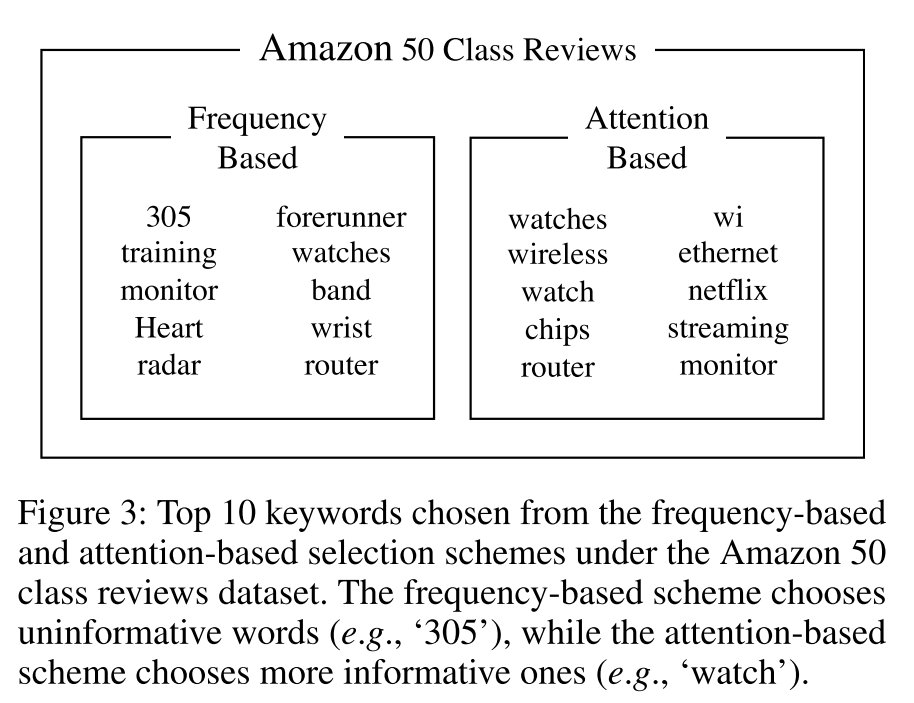 Amazon 50 Class Reviews
Frequency
Based
305 forerunner
training watches
monitor band
Heart wrist
radar router
Attention
Based
watches wi
wireless ethernet
watch netflix
chips streaming
router monitor
Figure 3: Top 10 keywords chosen from the frequency-based
and attention-based selection schemes under the Amazon 50
class reviews dataset. The frequency-based scheme chooses
uninformative words (e.g., ‘305’), while the attention-based
scheme chooses more informative ones (e.g., ‘watch’).